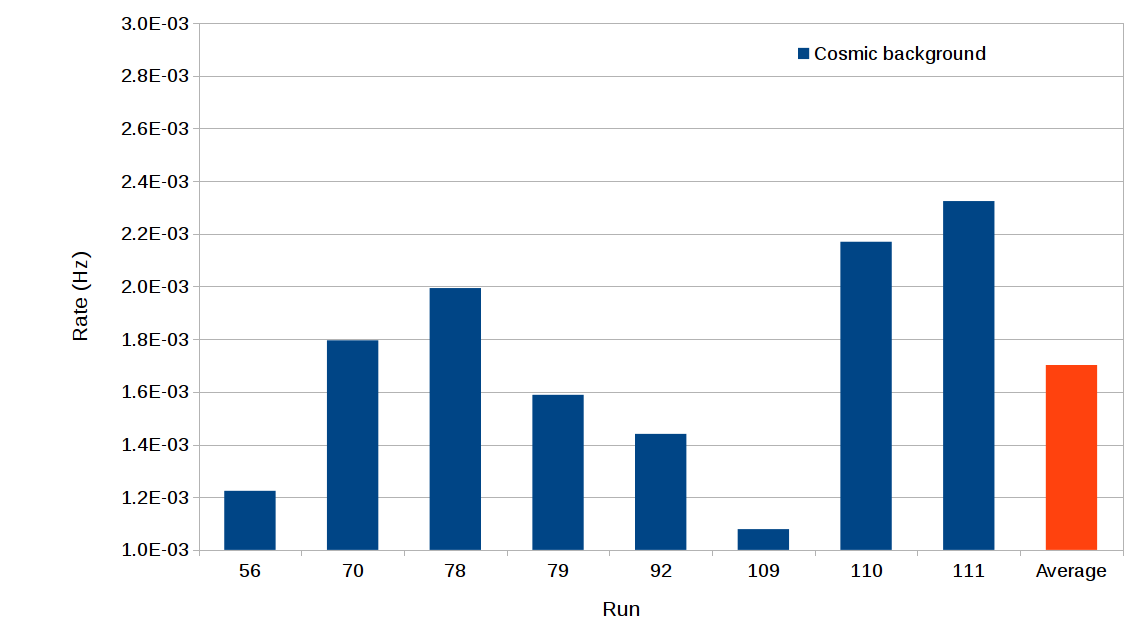 3.0E-03
Cosmic background
2.8E-03
2.6E-03
2.4E-03
2.2E-03
2.0E-03
1.8E-03
1.6E-03
1.4E-03
1.2E-03
1.0E-03
Rate (Hz)
56 70 78 79 92 109 110 111 Average
Run